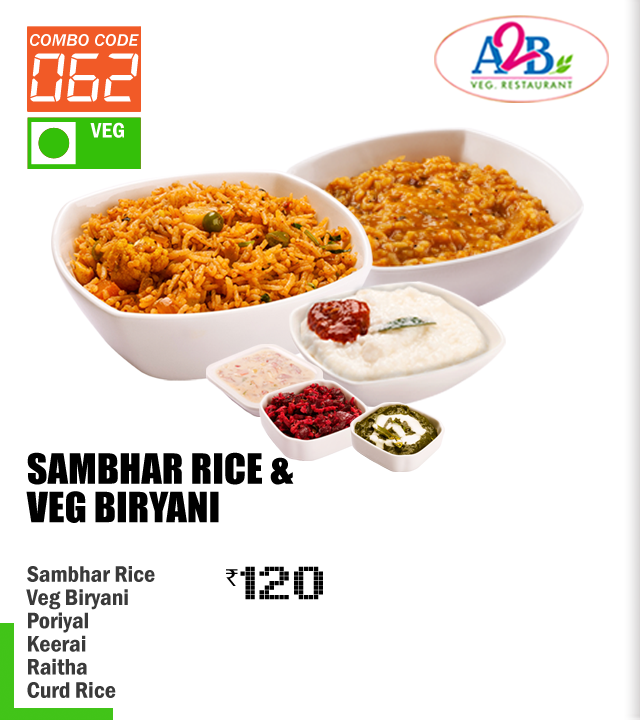 COMBO CODE
062
VEG
A2B
VEG. RESTAURANT
SAMBHAR RICE &
VEG BIRYANI
Sambhar Rice
Veg Biryani
Poriyal
Keerai
Raitha
Curd Rice
₹120